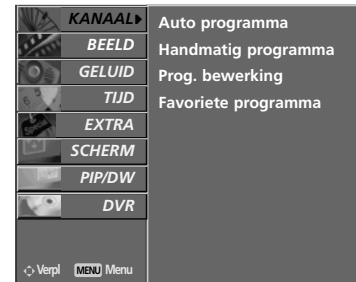 KANAAL
BEELD
GELUID
TIJD
EXTRA
SCHERM
PIP/DW
DVR
Verpl MENU Menu
Auto programma
Handmatig programma
Prog. bewerking
Favoriete programma